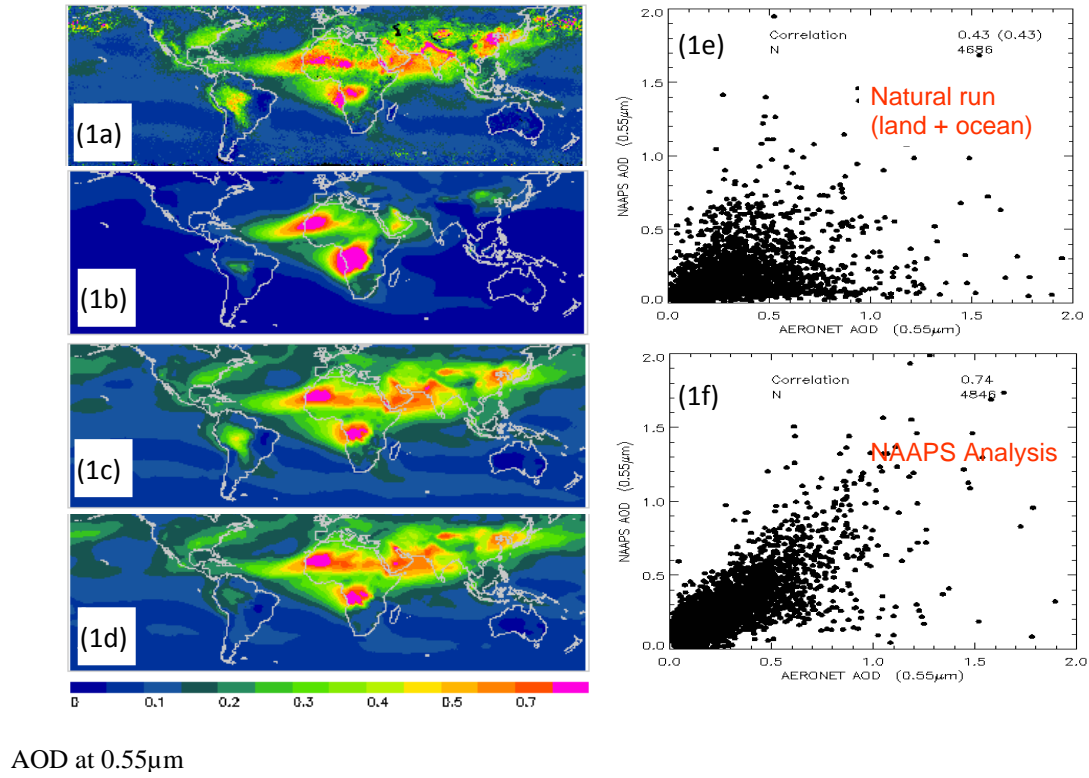 (1a)
(1b)
(1c)
(1d)
0 0.1 0.2 0.3 0.4 0.5 0.7
AOD at 0.55µm
(1e)
2.0
1.5
1.0
0.5
0.0
NAAPS AOD (0.55µm)
Correlation 0.43 (0.43)
N 4686
Natural run
(land + ocean)
0.0 0.5 1.0 1.5 2.0
AERONET AOD (0.55µm)
(1f)
2.0
1.5
1.0
0.5
0.0
NAAPS AOD (0.55µm)
Correlation 0.74
N 4846
NAAPS Analysis
0.0 0.5 1.0 1.5 2.0
AERONET AOD (0.55µm)